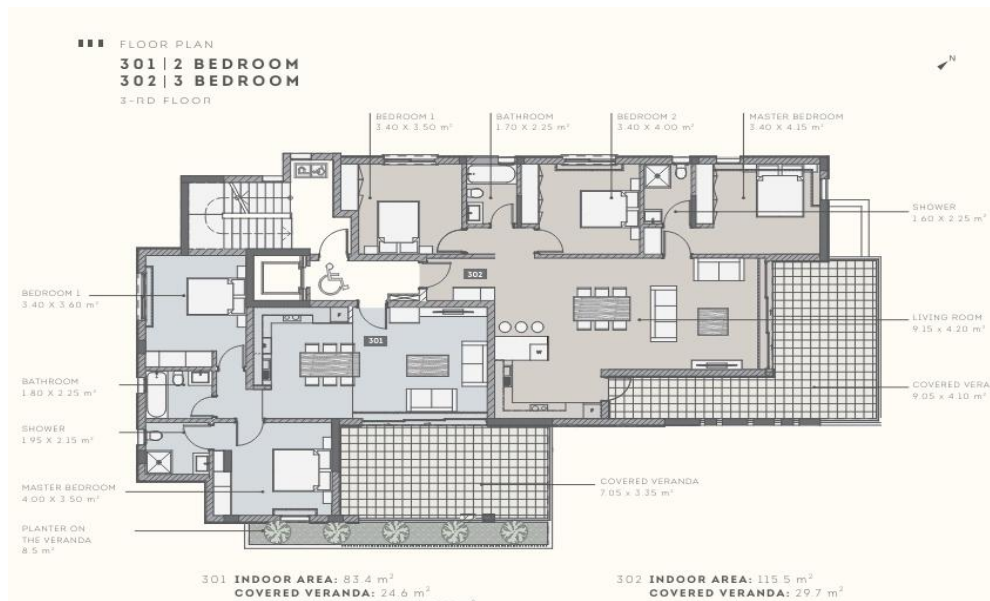 FLOOR PLAN
301 | 2 BEDROOM
302 | 3 BEDROOM
3-RD FLOOR
N
BEDROOM 1
3.40 X 3.50 m²
BATHROOM
1.70 X 2.25 m²
BEDROOM 2
3.40 X 4.00 m²
MASTER BEDROOM
3.40 X 4.15 m²
SHOWER
1.60 X 2.25 m²
302
BEDROOM 1
3.40 X 3.60 m²
LIVING ROOM
9.15 x 4.20 m²
301
BATHROOM
1.80 X 2.25 m²
COVERED VERA
9.05 x 4.10 m²
SHOWER
1.95 X 2.15 m²
MASTER BEDROOM
4.00 X 3.50 m²
COVERED VERANDA
7.05 x 3.35 m²
PLANTER ON
THE VERANDA
8.5 m²
301 INDOOR AREA: 83.4 m²
COVERED VERANDA: 24.6 m²
302 INDOOR AREA: 115.5 m²
COVERED VERANDA: 29.7 m²